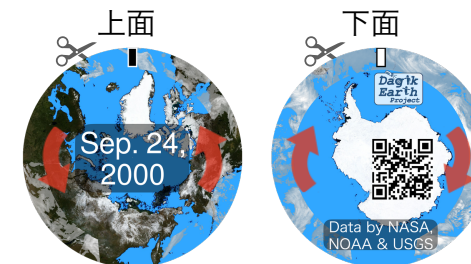 上面
下面
Sep. 24,
2000
Dagik
Earth
Project
Data by NASA,
NOAA & USGS